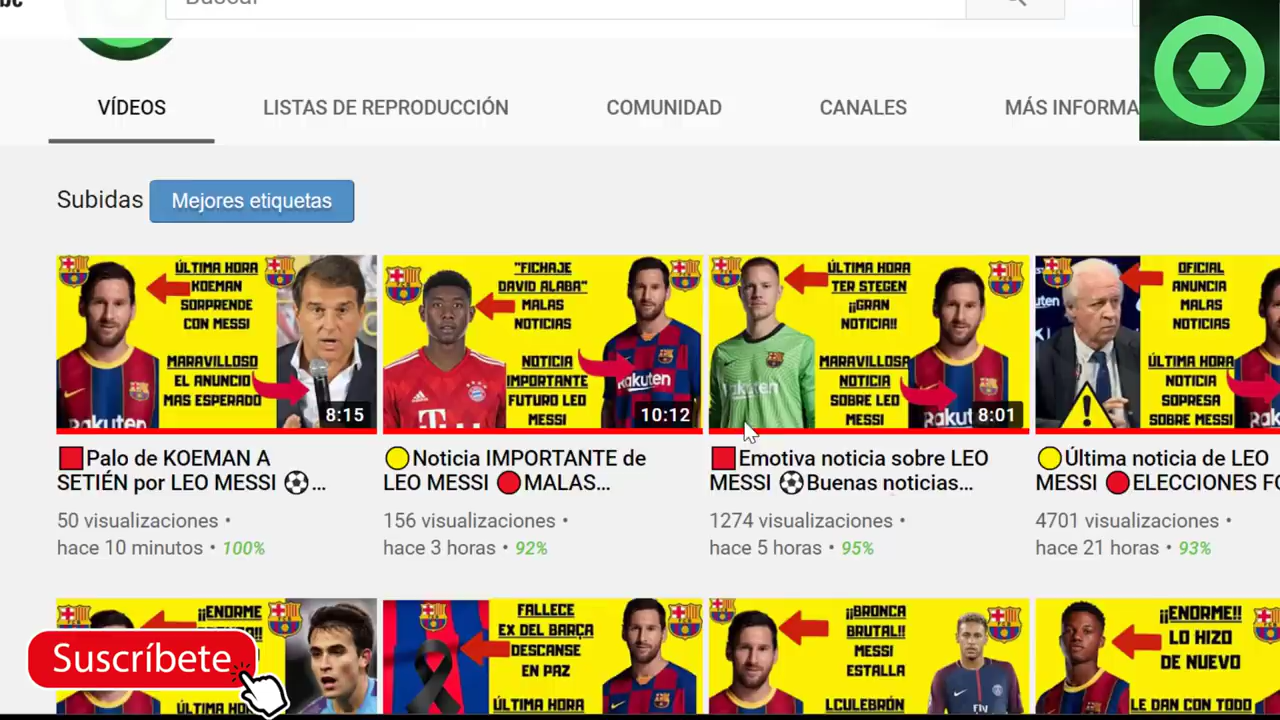 Buscar
VÍDEOS
LISTAS DE REPRODUCCIÓN
COMUNIDAD
CANALES
MÁS INFORMA
Subidas
Mejores etiquetas
ÚLTIMA HORA
KOEMAN
SORPRENDE
CON MESSI
MARAVILLOSO
EL ANUNCIO
MAS ESPERADO
8:15
"FICHAJE
DAVID ALABA"
MALAS
NOTICIAS
NOTICIA
IMPORTANTE
FUTURO LEO
MESSI
Rakuten
10:12
ÚLTIMA HORA
TER STEGEN
¡¡GRAN
NOTICIA!!
MARAVILLOSA
NOTICIA
SOBRE LEO
MESSI
8:01
OFICIAL
ANUNCIA
MALAS
NOTICIAS
ÚLTIMA HORA
NOTICIA
SOPRESA
SOBRE MESSI
🟥Palo de KOEMAN A
SETIÉN por LEO MESSI ⚽...
50 visualizaciones •
hace 10 minutos • 100%
🟡Noticia IMPORTANTE de
LEO MESSI 🔴MALAS...
156 visualizaciones •
hace 3 horas • 92%
🟥Emotiva noticia sobre LEO
MESSI ⚽Buenas noticias...
1274 visualizaciones •
hace 5 horas • 95%
🟡Última noticia de LEO
MESSI 🔴ELECCIONES FC
4701 visualizaciones •
hace 21 horas • 93%
¡¡ENORME
ÚLTIMA HORA
FALLECE
EX DEL BARÇA
DESCANSE
EN PAZ
ÚLTIMA HORA
¡¡BRONCA
BRUTAL!!
MESSI
ESTALLA
LCULEBRÓN
¡¡ENORME!!
LO HIZO
DE NUEVO
LE DAN CON TODO
Suscríbete